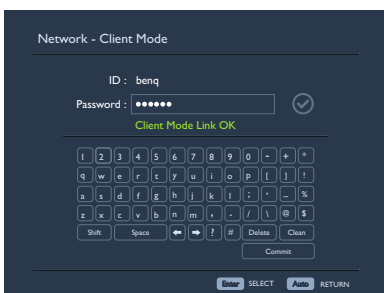 Network - Client Mode
ID : benq
Password : ●●●●●●
Client Mode Link OK
1 2 3 4 5 6 7 8 9 0 - + *
q w e r t y u i o p [ ] !
a s d f g h j k l ; ' _ %
z x c v b n m , . / \ @ $
Shift Space ⬅ ➡ ? # Delete Clean
Commit
Enter SELECT Auto RETURN